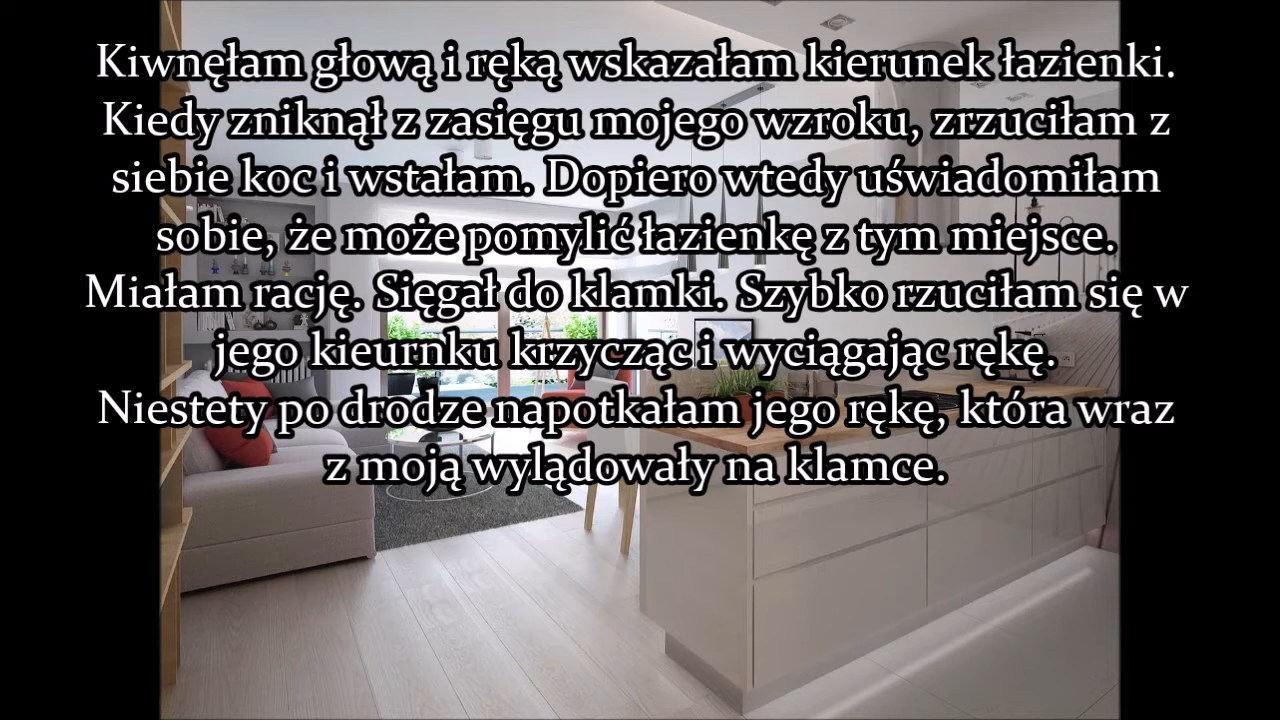 Kiwnęłam głową i ręką wskazałam kierunek łazienki.
Kiedy zniknął z zasięgu mojego wzroku, zrzuciłam z
siebie koc i wstałam. Dopiero wtedy uświadomiłam
sobie, że może pomylić łazienkę z tym miejsce.
Miałam rację. Sięgał do klamki. Szybko rzuciłam się w
jego kieurnku krzycząc i wyciągając rękę.
Niestety po drodze napotkałam jego rękę, która wraz
z moją wylądowały na klamce.